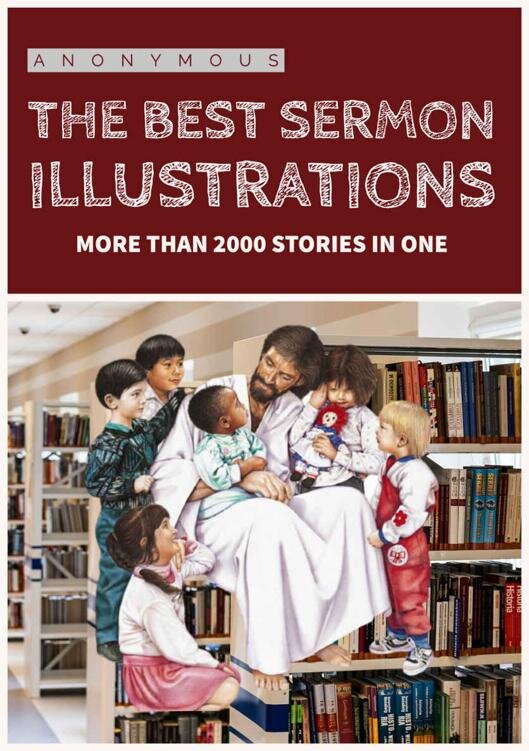 ANONYMOUS
THE BEST SERMON
ILLUSTRATIONS
MORE THAN 2000 STORIES IN ONE
Historia